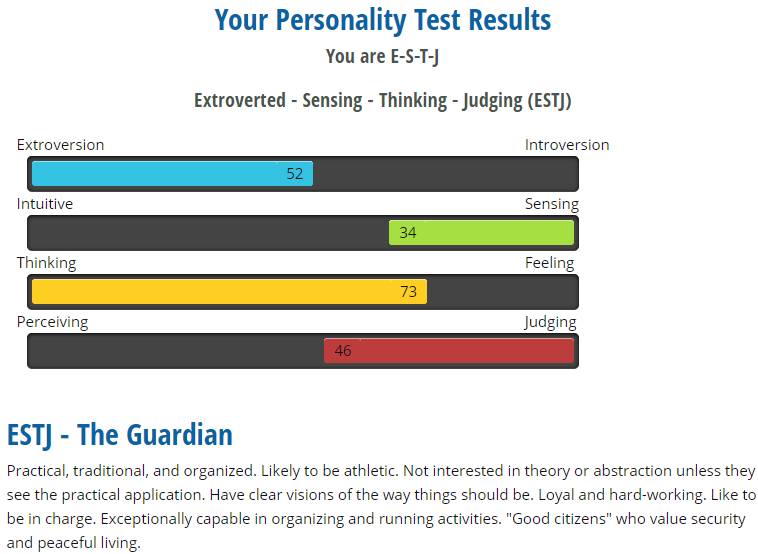 Your Personality Test Results
You are E-S-T-J
Extroverted - Sensing - Thinking - Judging (ESTJ)
Extroversion Introversion
52
Intuitive Sensing
34
Thinking Feeling
73
Perceiving Judging
46
ESTJ - The Guardian
Practical, traditional, and organized. Likely to be athletic. Not interested in theory or abstraction unless they
see the practical application. Have clear visions of the way things should be. Loyal and hard-working. Like to
be in charge. Exceptionally capable in organizing and running activities. "Good citizens" who value security
and peaceful living.